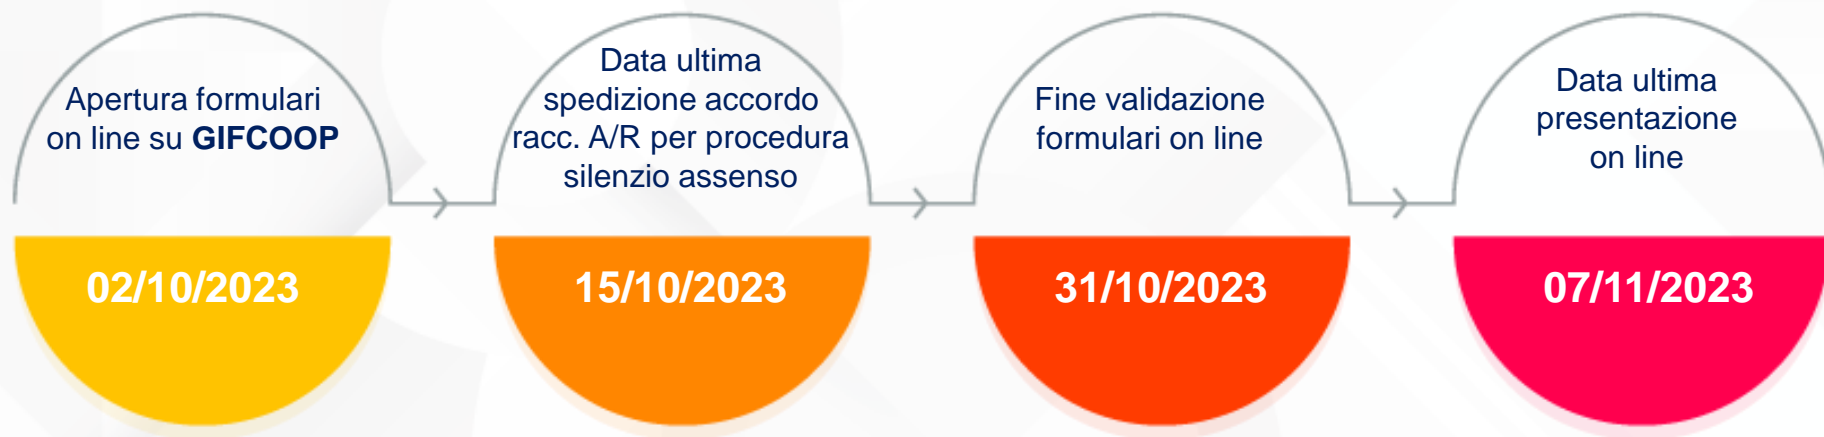 Apertura formulari
on line su GIFCOOP
02/10/2023
Data ultima
spedizione accordo
racc. A/R per procedura
silenzio assenso
15/10/2023
Fine validazione
formulari on line
31/10/2023
Data ultima
presentazione
on line
07/11/2023